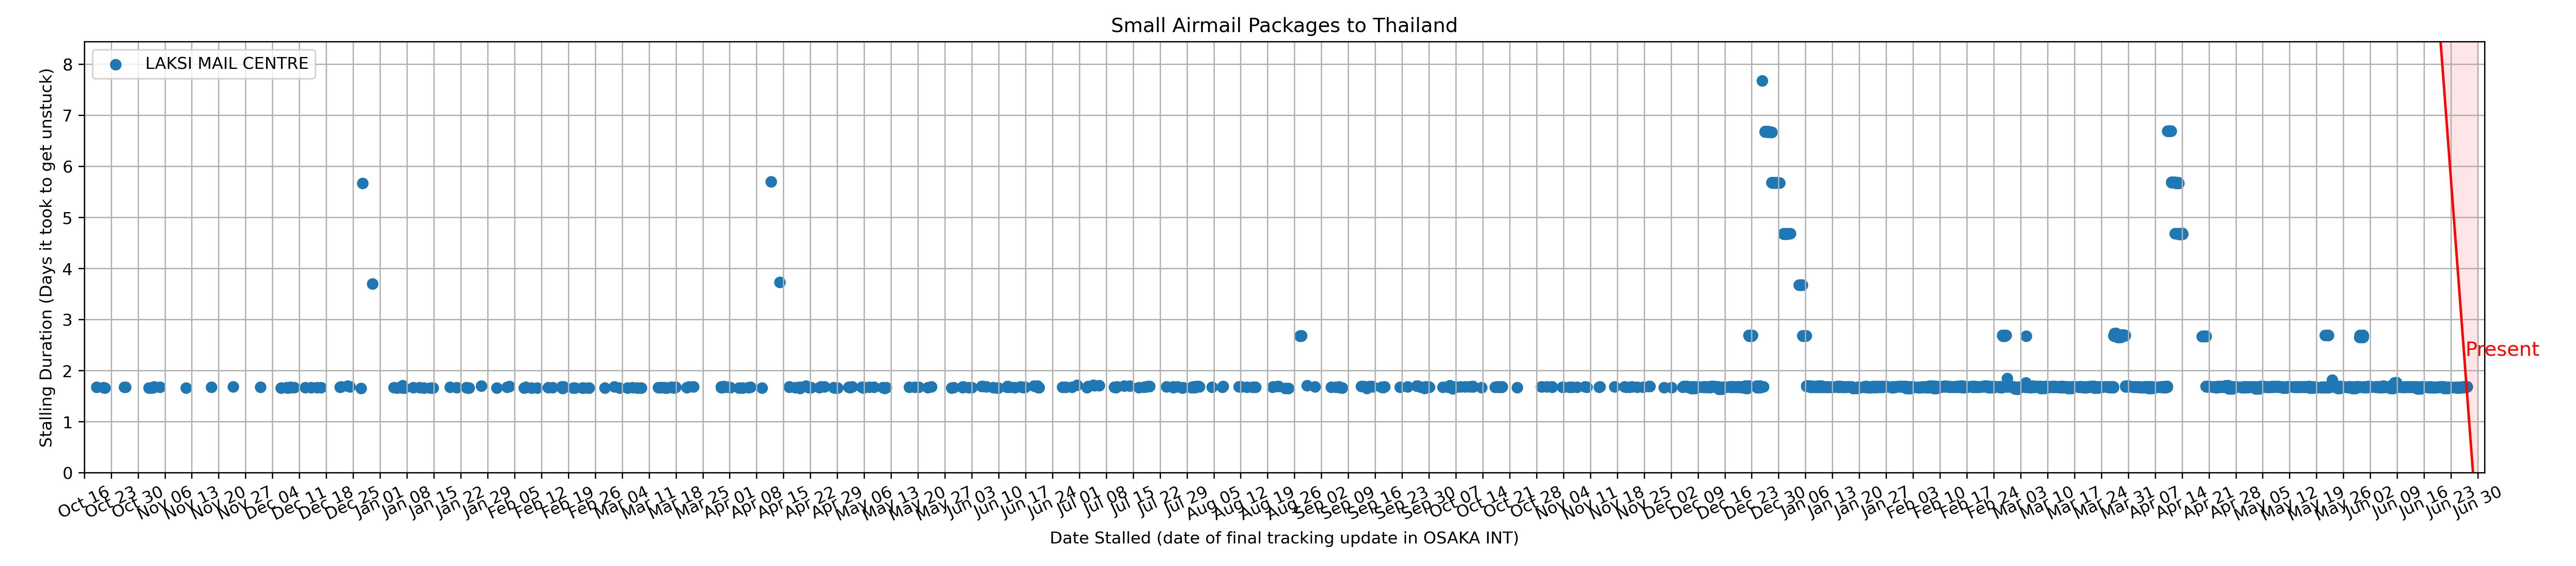 Small Airmail Packages to Thailand
LAKSI MAIL CENTRE
Stalling Duration (Days it took to get unstuck)
8
7
6
5
4
3
2
1
0
Present
Oct 16 Oct 23 Oct 30 Nov 06 Nov 13 Nov 20 Nov 27 Dec 04 Dec 11 Dec 18 Dec 25 Jan 01 Jan 08 Jan 15 Jan 22 Jan 29 Feb 05 Feb 12 Feb 19 Feb 26 Mar 04 Mar 11 Mar 18 Mar 25 Apr 01 Apr 08 Apr 15 Apr 22 Apr 29 May 06 May 13 May 20 May 27 Jun 03 Jun 10 Jun 17 Jun 24 Jul 01 Jul 08 Jul 15 Jul 22 Jul 29 Aug 05 Aug 12 Aug 19 Aug 26 Sep 02 Sep 09 Sep 16 Sep 23 Sep 30 Oct 07 Oct 14 Oct 21 Oct 28 Nov 04 Nov 11 Nov 18 Nov 25 Dec 02 Dec 09 Dec 16 Dec 23 Dec 30 Jan 06 Jan 13 Jan 20 Jan 27 Feb 03 Feb 10 Feb 17 Feb 24 Mar 03 Mar 10 Mar 17 Mar 24 Mar 31 Apr 07 Apr 14 Apr 21 Apr 28 May 05 May 12 May 19 May 26 Jun 02 Jun 09 Jun 16 Jun 23 Jun 30
Date Stalled (date of final tracking update in OSAKA INT)